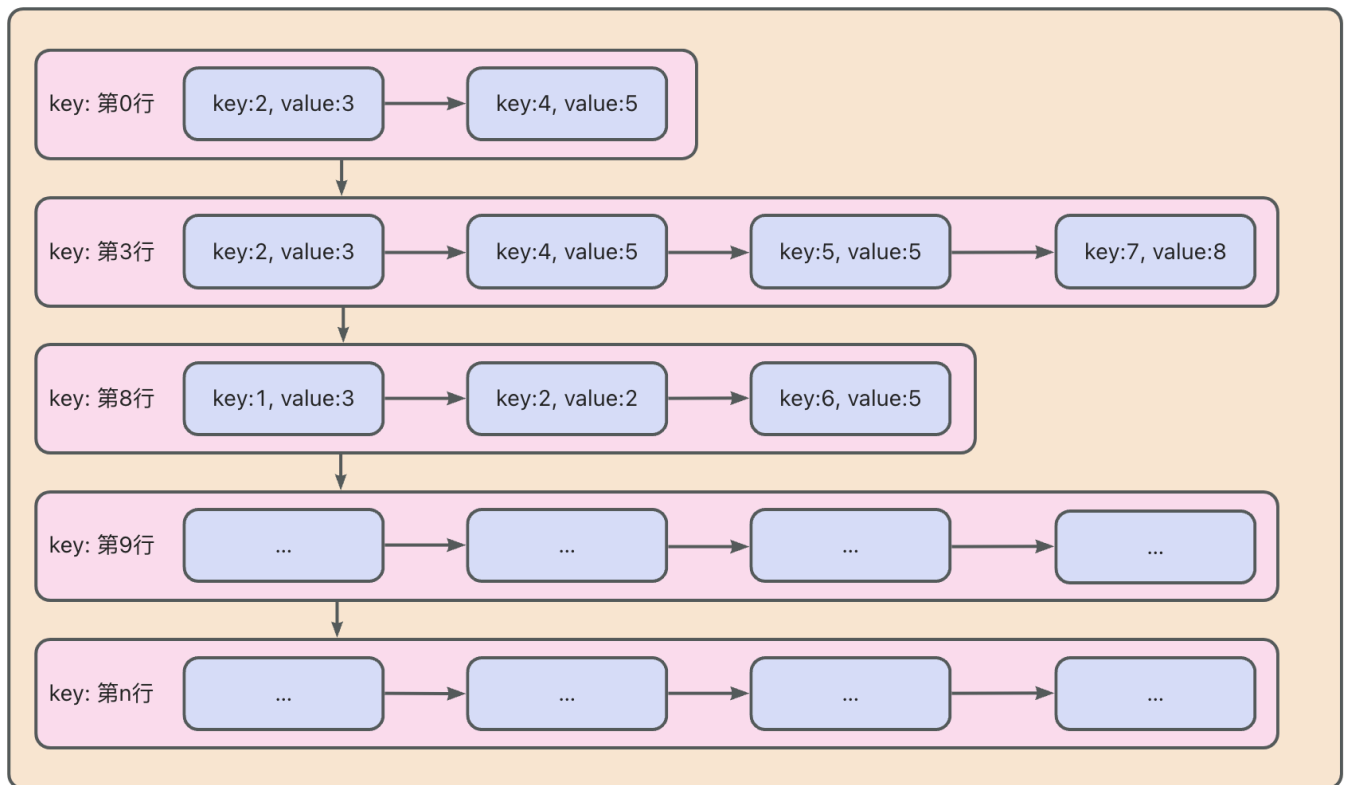 key: 第0行 key:2, value:3 key:4, value:5
key: 第3行 key:2, value:3 key:4, value:5 key:5, value:5 key:7, value:8
key: 第8行 key:1, value:3 key:2, value:2 key:6, value:5
key: 第9行 ... ... ... ...
key: 第n行 ... ... ... ...